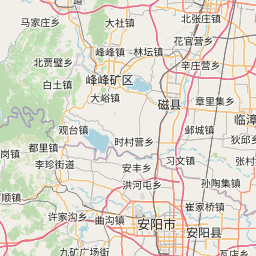 马家庄乡
大社镇
北张庄镇
花官营乡
峰峰镇
林坛镇
北贾璧乡
辛庄营乡
白土镇
峰峰矿区
大峪镇
磁县
章里集乡
临漳
观台镇
邺城镇
都里镇
时村营乡
狄邱乡
岗镇
李珍街道
安丰乡
习文乡
张村
洪河屯乡
孙陶集镇
顺镇
许家沟乡
曲沟镇
崔家桥镇
安阳市
安阳县
九矿广场街
瓦店乡